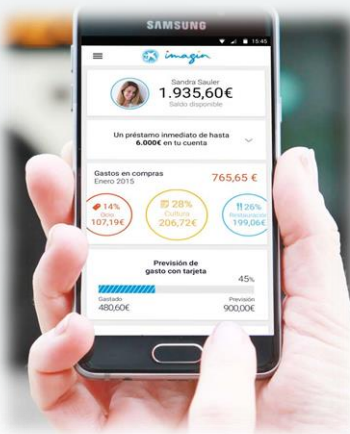 SAMSUNG
15:45
imagin
Sandra Sauler
1.935,60€
Saldo disponible
Un préstamo inmediato de hasta
6.000€ en tu cuenta
Gastos en compras
Enero 2015
765,65 €
14%
Ocio
107,19€
28%
Cultura
206,72€
26%
Restauración
199,06€
Previsión de
gasto con tarjeta
45%
Gastado
Previsión
480,60€
900,00€